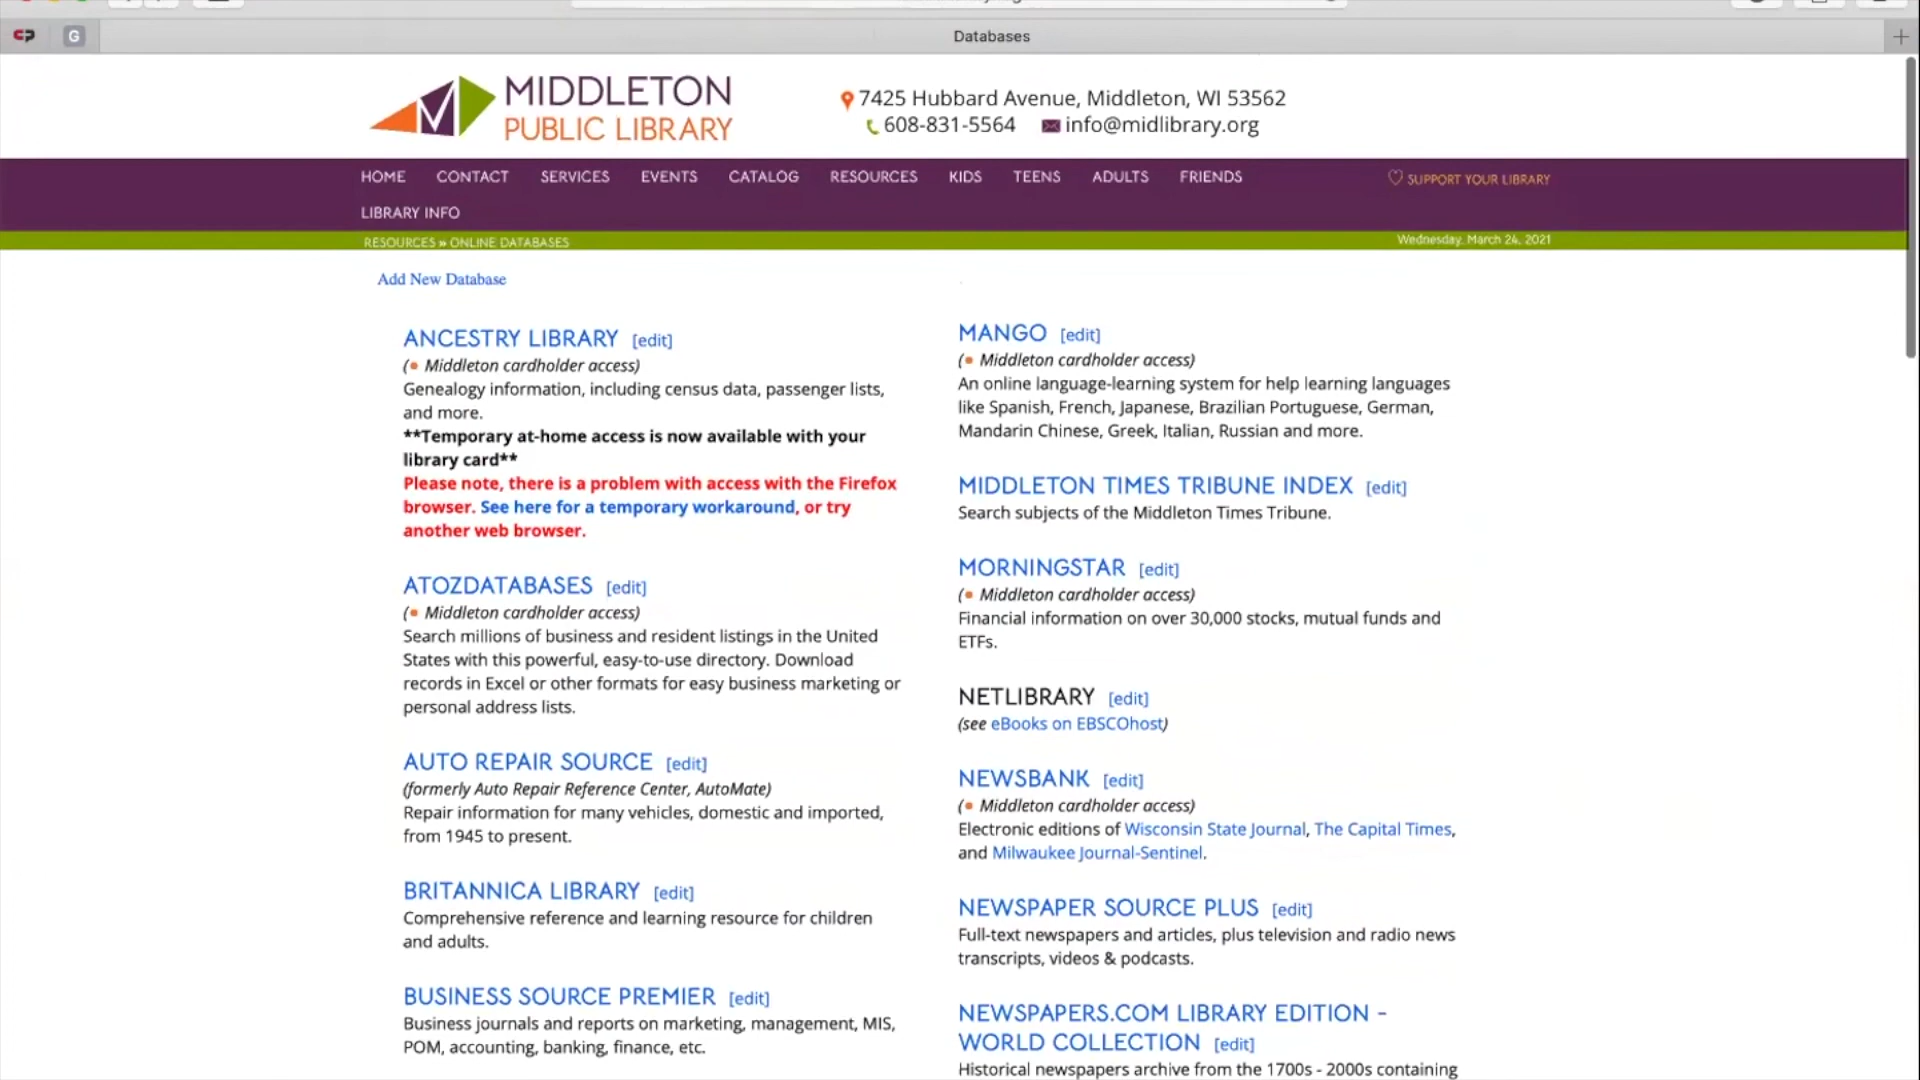 G
Databases
MIDDLETON
PUBLIC LIBRARY
7425 Hubbard Avenue, Middleton, WI 53562
608-831-5564 info@midlibrary.org
HOME CONTACT SERVICES EVENTS CATALOG RESOURCES KIDS TEENS ADULTS FRIENDS
SUPPORT YOUR LIBRARY
LIBRARY INFO
RESOURCES » ONLINE DATABASES
Wednesday, March 24, 2021
Add New Database
ANCESTRY LIBRARY [edit]
(• Middleton cardholder access)
Genealogy information, including census data, passenger lists,
and more.
**Temporary at-home access is now available with your
library card**
Please note, there is a problem with access with the Firefox
browser. See here for a temporary workaround, or try
another web browser.
ATOZDATABASES [edit]
(• Middleton cardholder access)
Search millions of business and resident listings in the United
States with this powerful, easy-to-use directory. Download
records in Excel or other formats for easy business marketing or
personal address lists.
AUTO REPAIR SOURCE [edit]
(formerly Auto Repair Reference Center, AutoMate)
Repair information for many vehicles, domestic and imported,
from 1945 to present.
BRITANNICA LIBRARY [edit]
Comprehensive reference and learning resource for children
and adults.
BUSINESS SOURCE PREMIER [edit]
Business journals and reports on marketing, management, MIS,
POM, accounting, banking, finance, etc.
MANGO [edit]
(• Middleton cardholder access)
An online language-learning system for help learning languages
like Spanish, French, Japanese, Brazilian Portuguese, German,
Mandarin Chinese, Greek, Italian, Russian and more.
MIDDLETON TIMES TRIBUNE INDEX [edit]
Search subjects of the Middleton Times Tribune.
MORNINGSTAR [edit]
(• Middleton cardholder access)
Financial information on over 30,000 stocks, mutual funds and
ETFs.
NETLIBRARY [edit]
(see eBooks on EBSCOhost)
NEWSBANK [edit]
(• Middleton cardholder access)
Electronic editions of Wisconsin State Journal, The Capital Times,
and Milwaukee Journal-Sentinel.
NEWSPAPER SOURCE PLUS [edit]
Full-text newspapers and articles, plus television and radio news
transcripts, videos & podcasts.
NEWSPAPERS.COM LIBRARY EDITION -
WORLD COLLECTION [edit]
Historical newspapers archive from the 1700s - 2000s containing